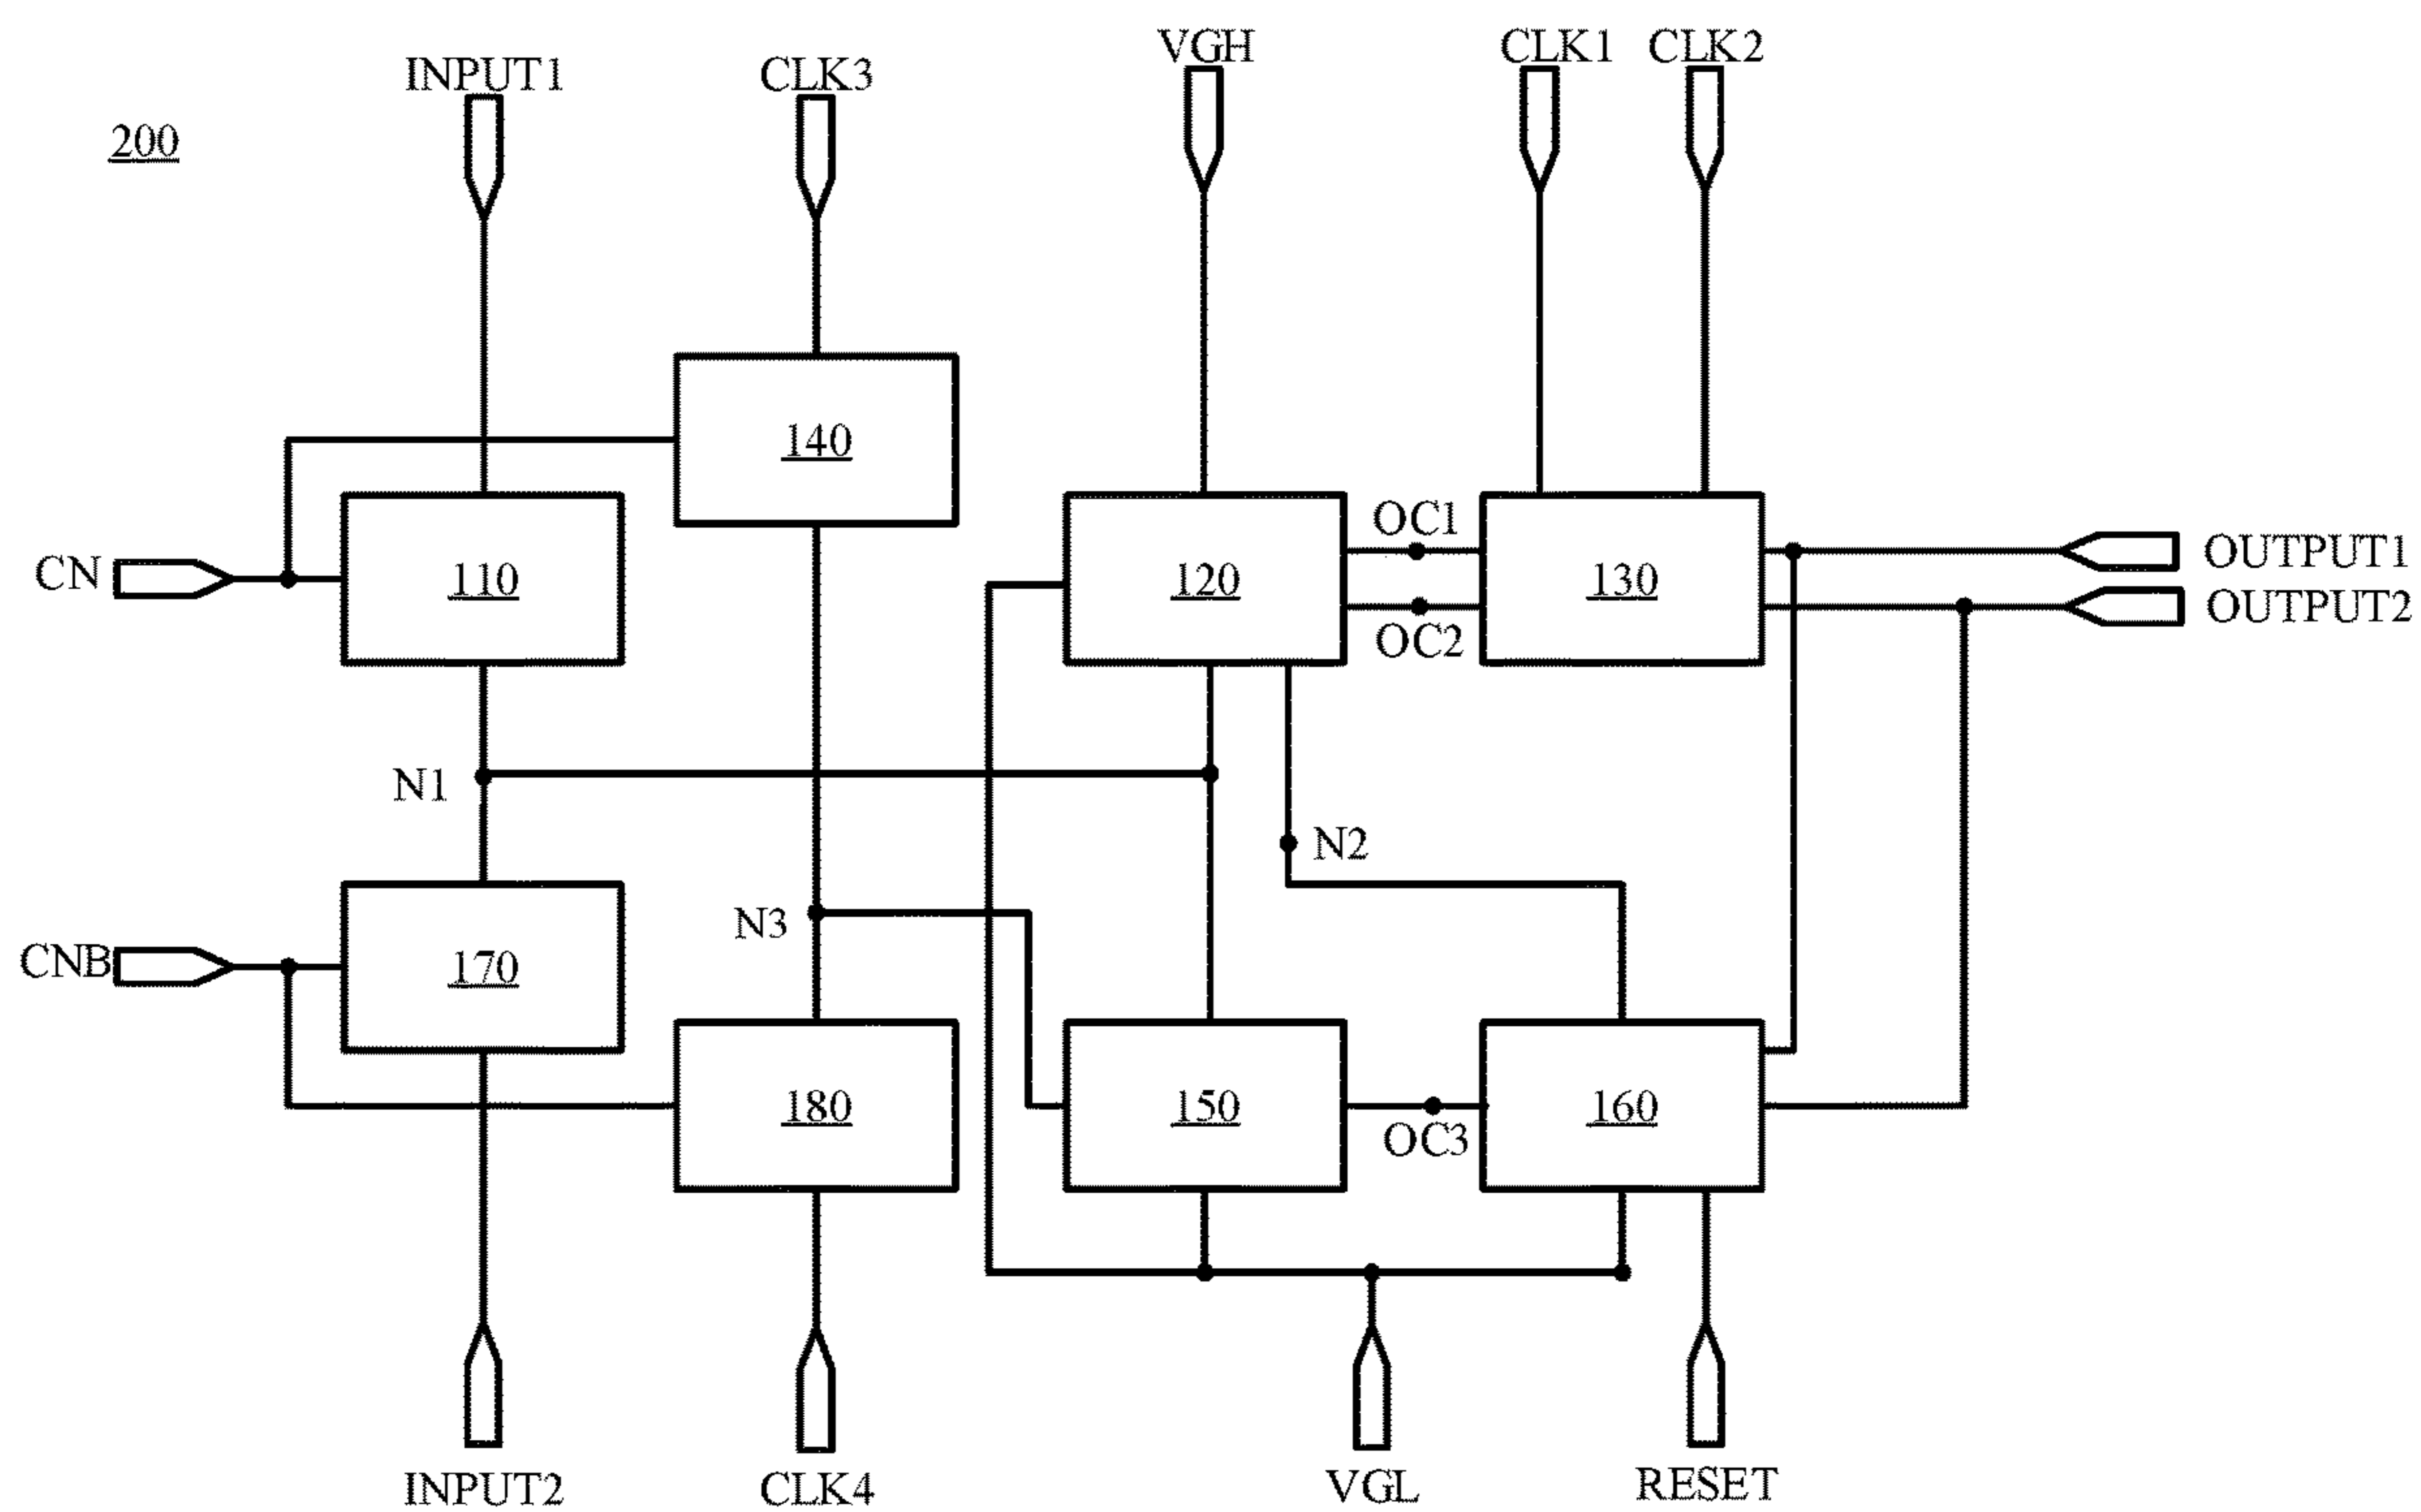 VGH
CLK1
CLK2
INPUT1
CLK3
200
140
OC1
OUTPUT1
CN
110
120
130
OUTPUT2
OC2
N1
N2
N3
CNB
170
180
150
160
OC3
INPUT2
CLK4
VGL
RESET